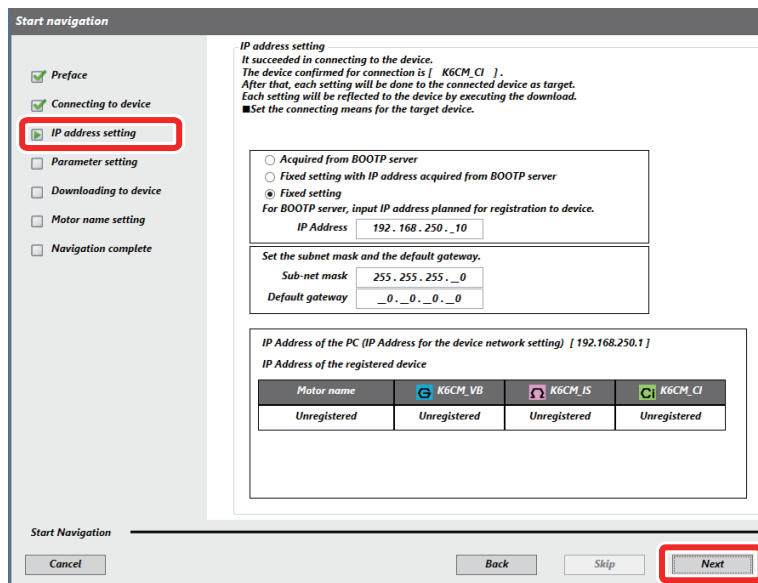 Start navigation
Preface
Connecting to device
IP address setting
Parameter setting
Downloading to device
Motor name setting
Navigation complete
IP address setting
It succeeded in connecting to the device.
The device confirmed for connection is [ K6CM_CI ] .
After that, each setting will be done to the connected device as target.
Each setting will be reflected to the device by executing the download.
■Set the connecting means for the target device.
Acquired from BOOTP server
Fixed setting with IP address acquired from BOOTP server
Fixed setting
For BOOTP server, input IP address planned for registration to device.
IP Address 192 . 168 . 250 . _10
Set the subnet mask and the default gateway.
Sub-net mask 255 . 255 . 255 . __0
Default gateway __0 . __0 . __0 . __0
IP Address of the PC (IP Address for the device network setting) [ 192.168.250.1 ]
IP Address of the registered device
Motor name K6CM_VB Ω K6CM_IS Ci K6CM_CI
Unregistered Unregistered Unregistered Unregistered
Start Navigation
Cancel Back Skip Next